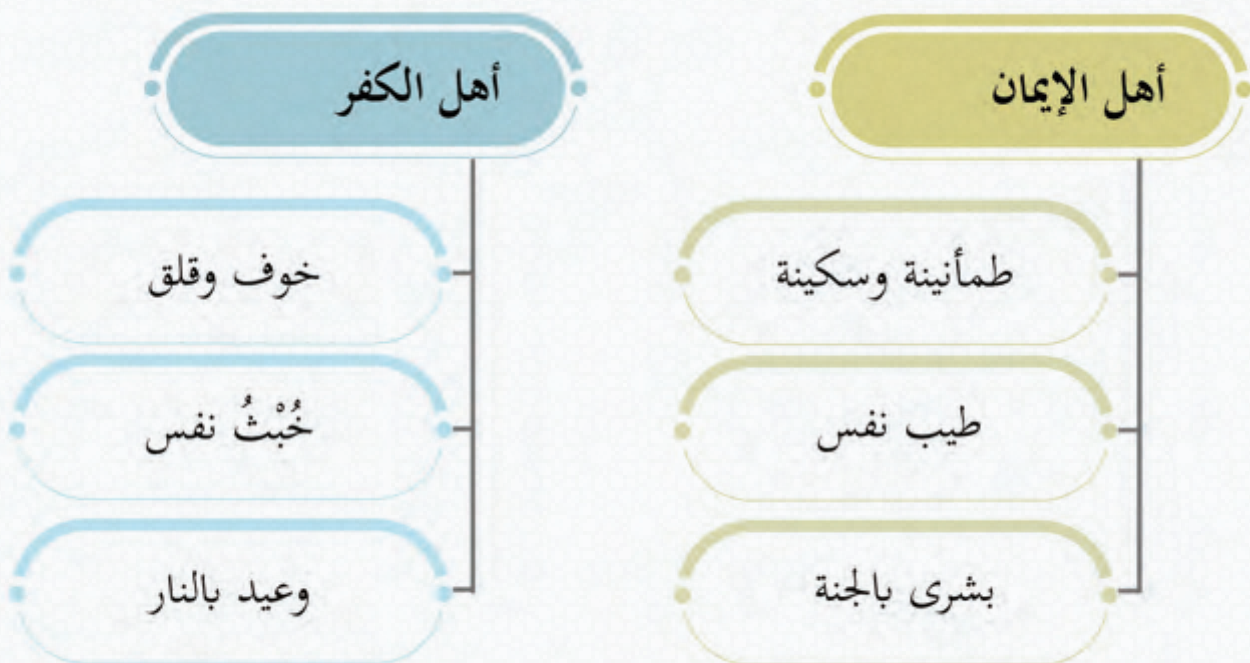 أهل الإيمان
طمأنينة وسكينة
طيب نفس
بشرى بالجنة
أهل الكفر
خوف وقلق
خُبْثُ نفس
وعيد بالنار